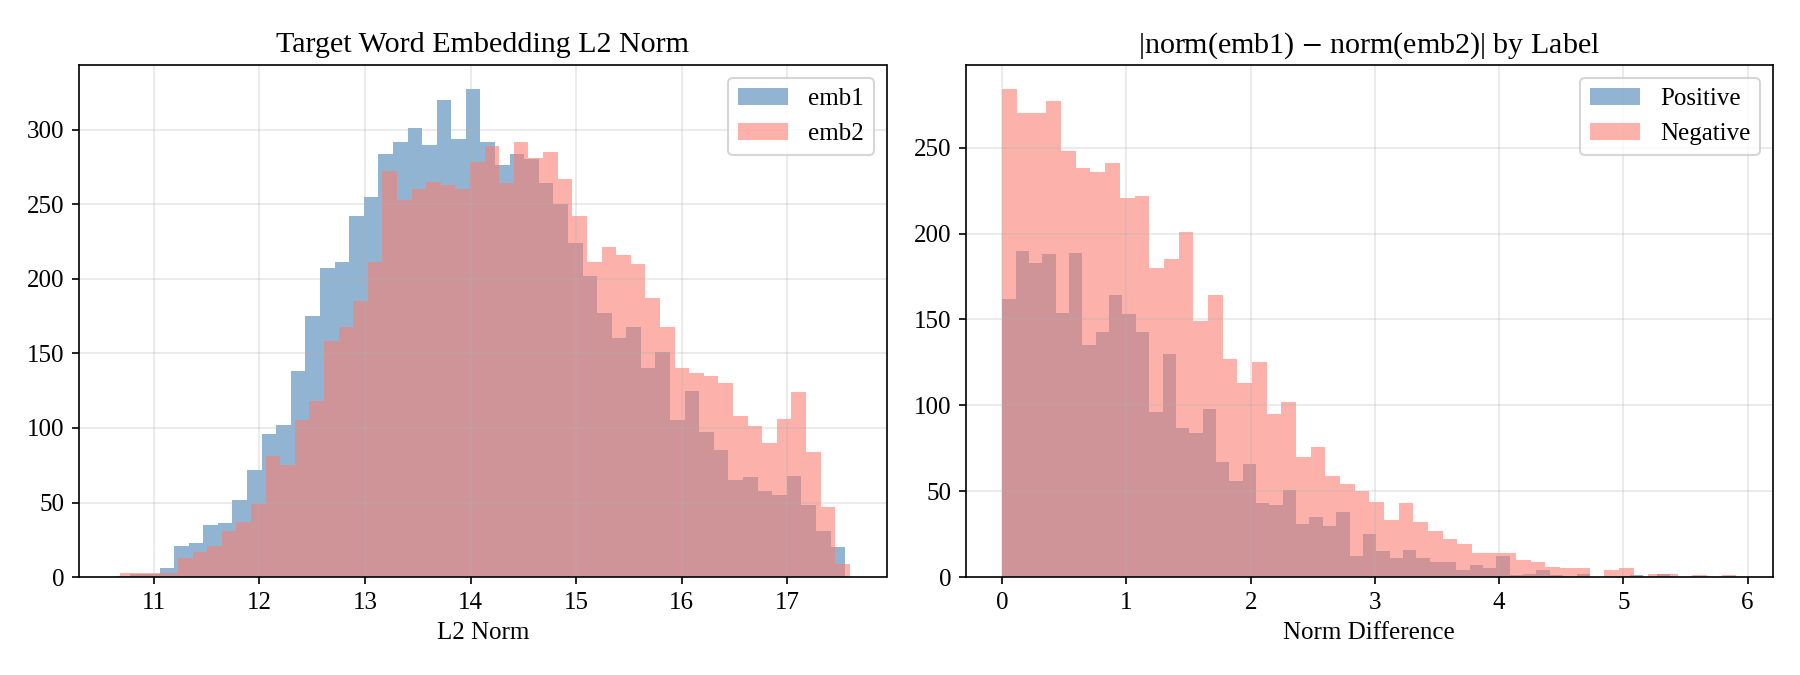 Target Word Embedding L2 Norm
emb1
emb2
300
250
200
150
100
50
0
11 12 13 14 15 16 17
L2 Norm
|norm(emb1) − norm(emb2)| by Label
Positive
Negative
250
200
150
100
50
0
0 1 2 3 4 5 6
Norm Difference